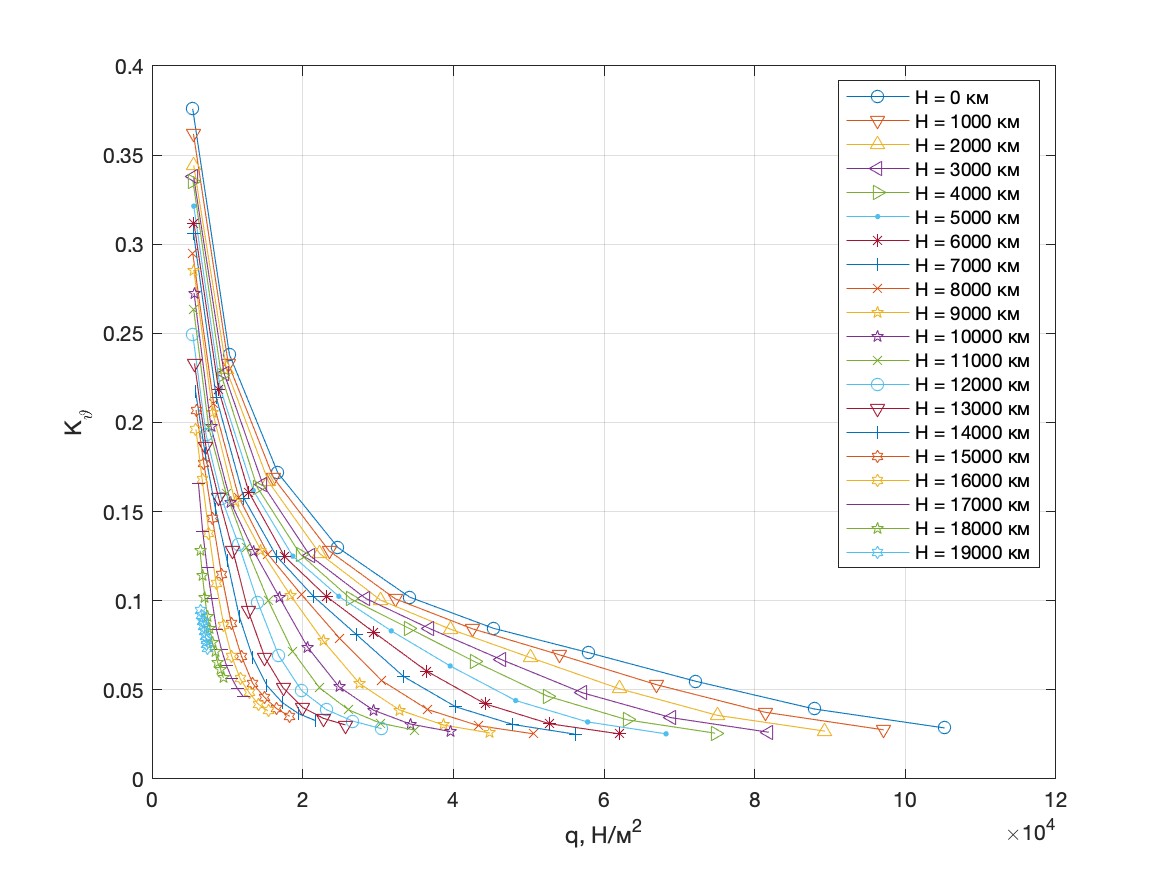 0.4
0.35
0.3
0.25
0.2
0.15
0.1
0.05
0
K𝜗
0
2
4
6
8
10
12
×10⁴
q, Н/м²
H = 0 км
H = 1000 км
H = 2000 км
H = 3000 км
H = 4000 км
H = 5000 км
H = 6000 км
H = 7000 км
H = 8000 км
H = 9000 км
H = 10000 км
H = 11000 км
H = 12000 км
H = 13000 км
H = 14000 км
H = 15000 км
H = 16000 км
H = 17000 км
H = 18000 км
H = 19000 км